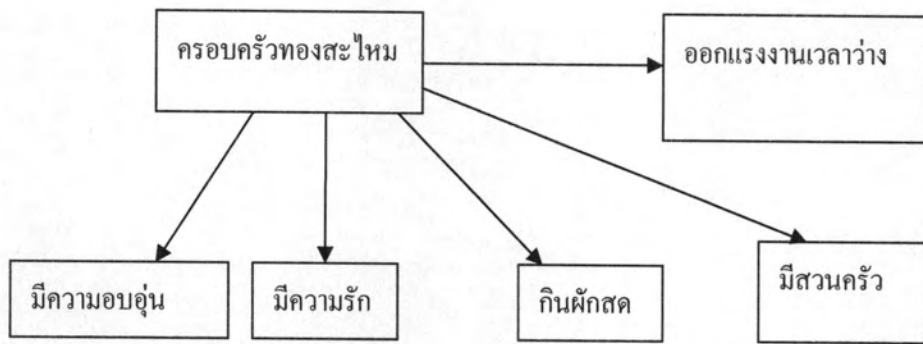 ครอบครัวทองสะไหม
ออกแรงงานเวลาว่าง
มีความอบอุ่น
มีความรัก
กินผักสด
มีสวนครัว